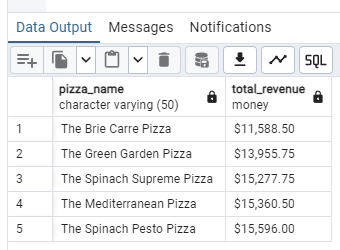 Data Output Messages Notifications
SQL
pizza_name total_revenue
character varying (50) money
1 The Brie Carre Pizza $11,588.50
2 The Green Garden Pizza $13,955.75
3 The Spinach Supreme Pizza $15,277.75
4 The Mediterranean Pizza $15,360.50
5 The Spinach Pesto Pizza $15,596.00